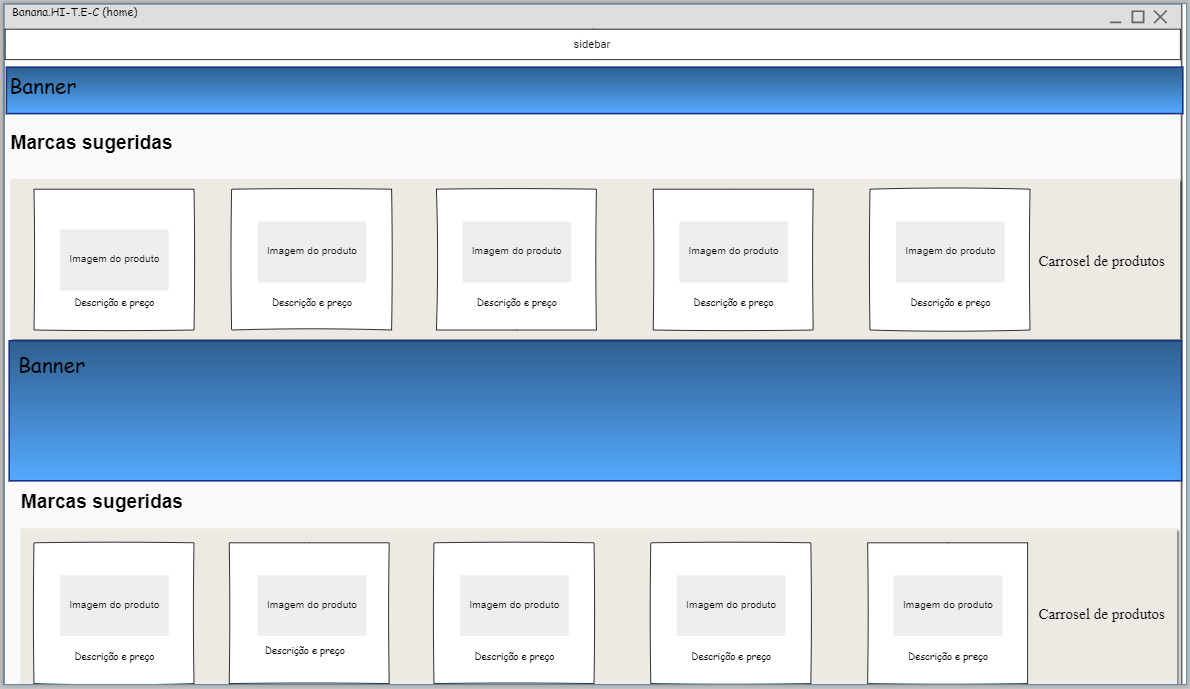 Banana.HI-T.E-C (home)
sidebar
Banner
Marcas sugeridas
Imagem do produto
Descrição e preço
Imagem do produto
Descrição e preço
Imagem do produto
Descrição e preço
Imagem do produto
Descrição e preço
Imagem do produto
Descrição e preço
Carrosel de produtos
Banner
Marcas sugeridas
Imagem do produto
Descrição e preço
Imagem do produto
Descrição e preço
Imagem do produto
Descrição e preço
Imagem do produto
Descrição e preço
Imagem do produto
Descrição e preço
Carrosel de produtos